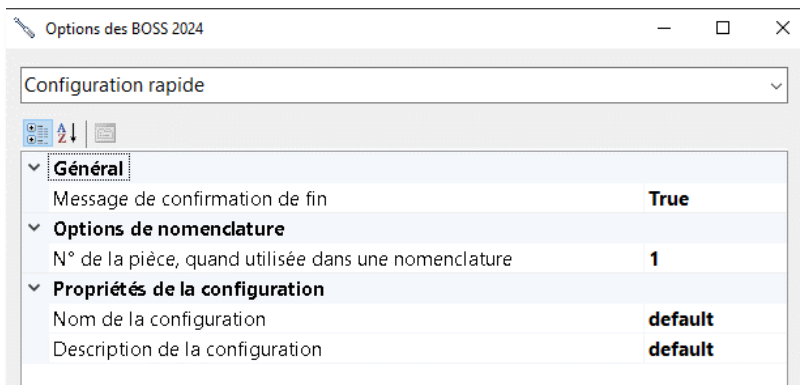 Options des BOSS 2024
Configuration rapide
Général
Message de confirmation de fin True
Options de nomenclature
N° de la pièce, quand utilisée dans une nomenclature 1
Propriétés de la configuration
Nom de la configuration default
Description de la configuration default